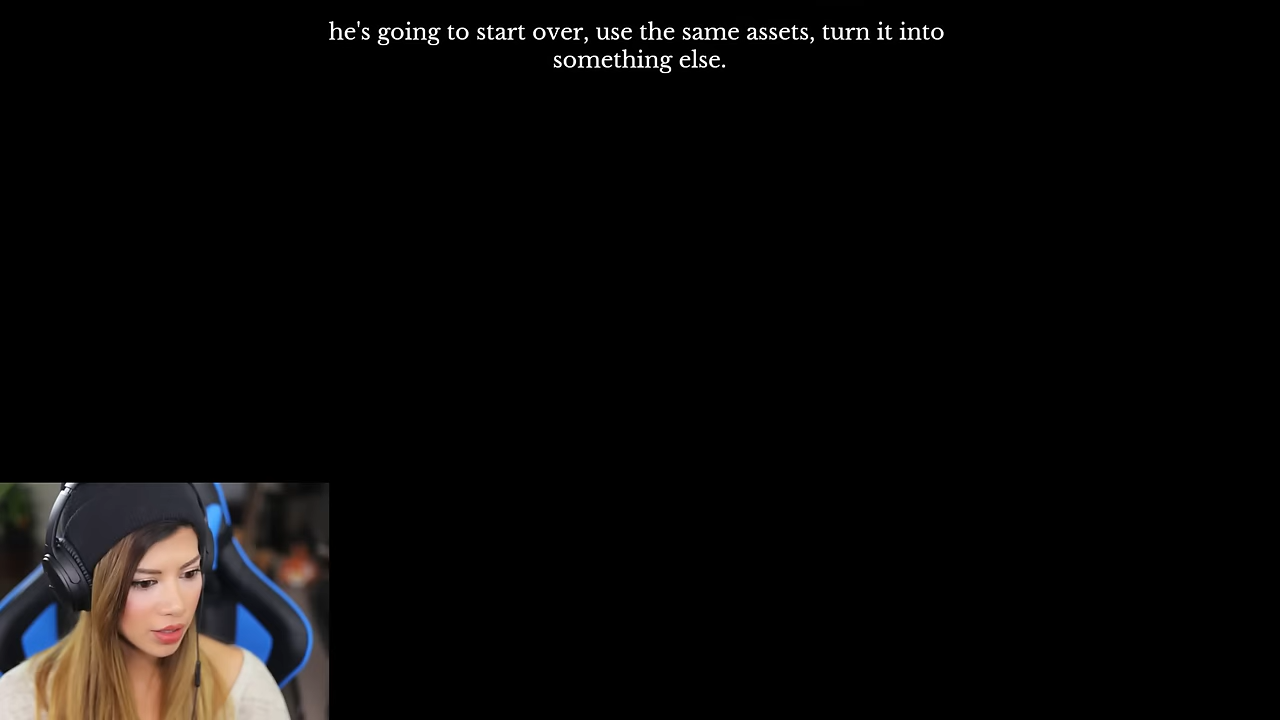 he's going to start over, use the same assets, turn it into
something else.